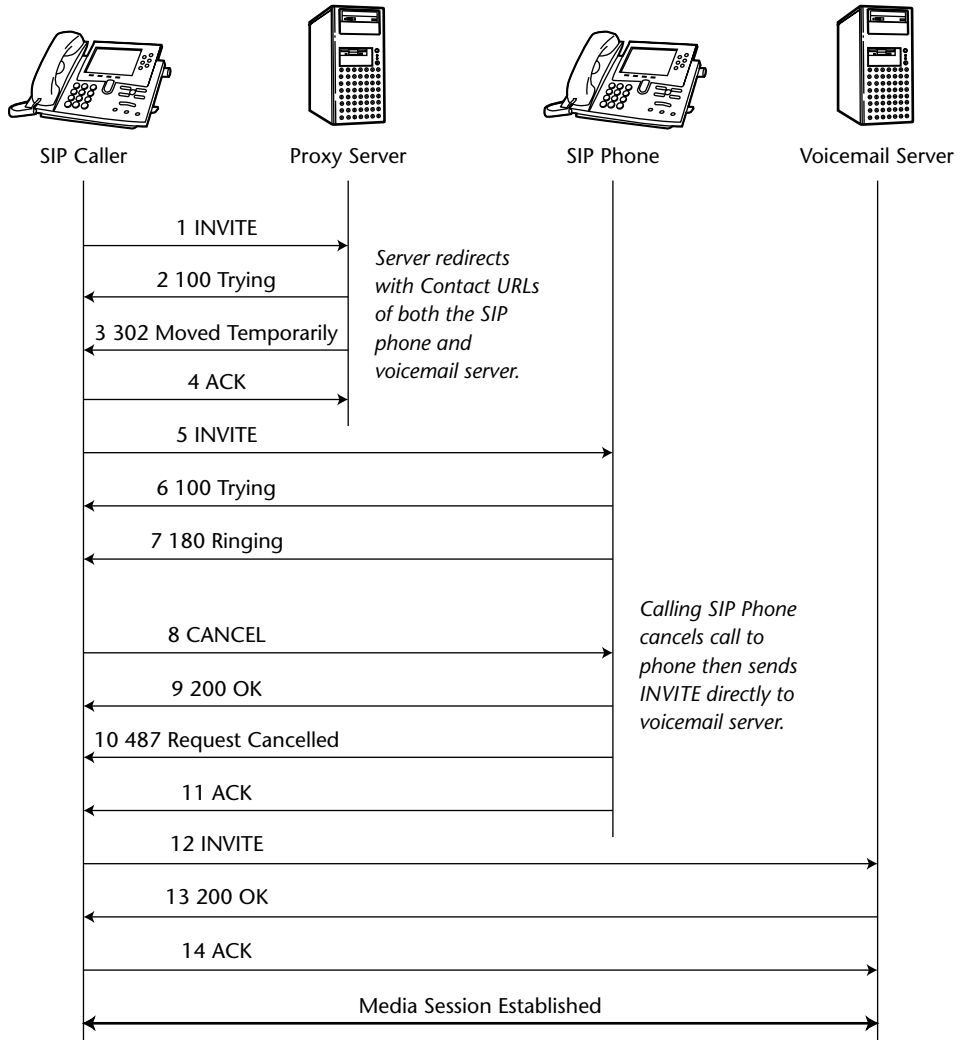 SIP Caller
Proxy Server
SIP Phone
Voicemail Server
1 INVITE
Server redirects
with Contact URLs
of both the SIP
phone and
voicemail server.
2 100 Trying
3 302 Moved Temporarily
4 ACK
5 INVITE
6 100 Trying
7 180 Ringing
Calling SIP Phone
cancels call to
phone then sends
INVITE directly to
voicemail server.
8 CANCEL
9 200 OK
10 487 Request Cancelled
11 ACK
12 INVITE
13 200 OK
14 ACK
Media Session Established